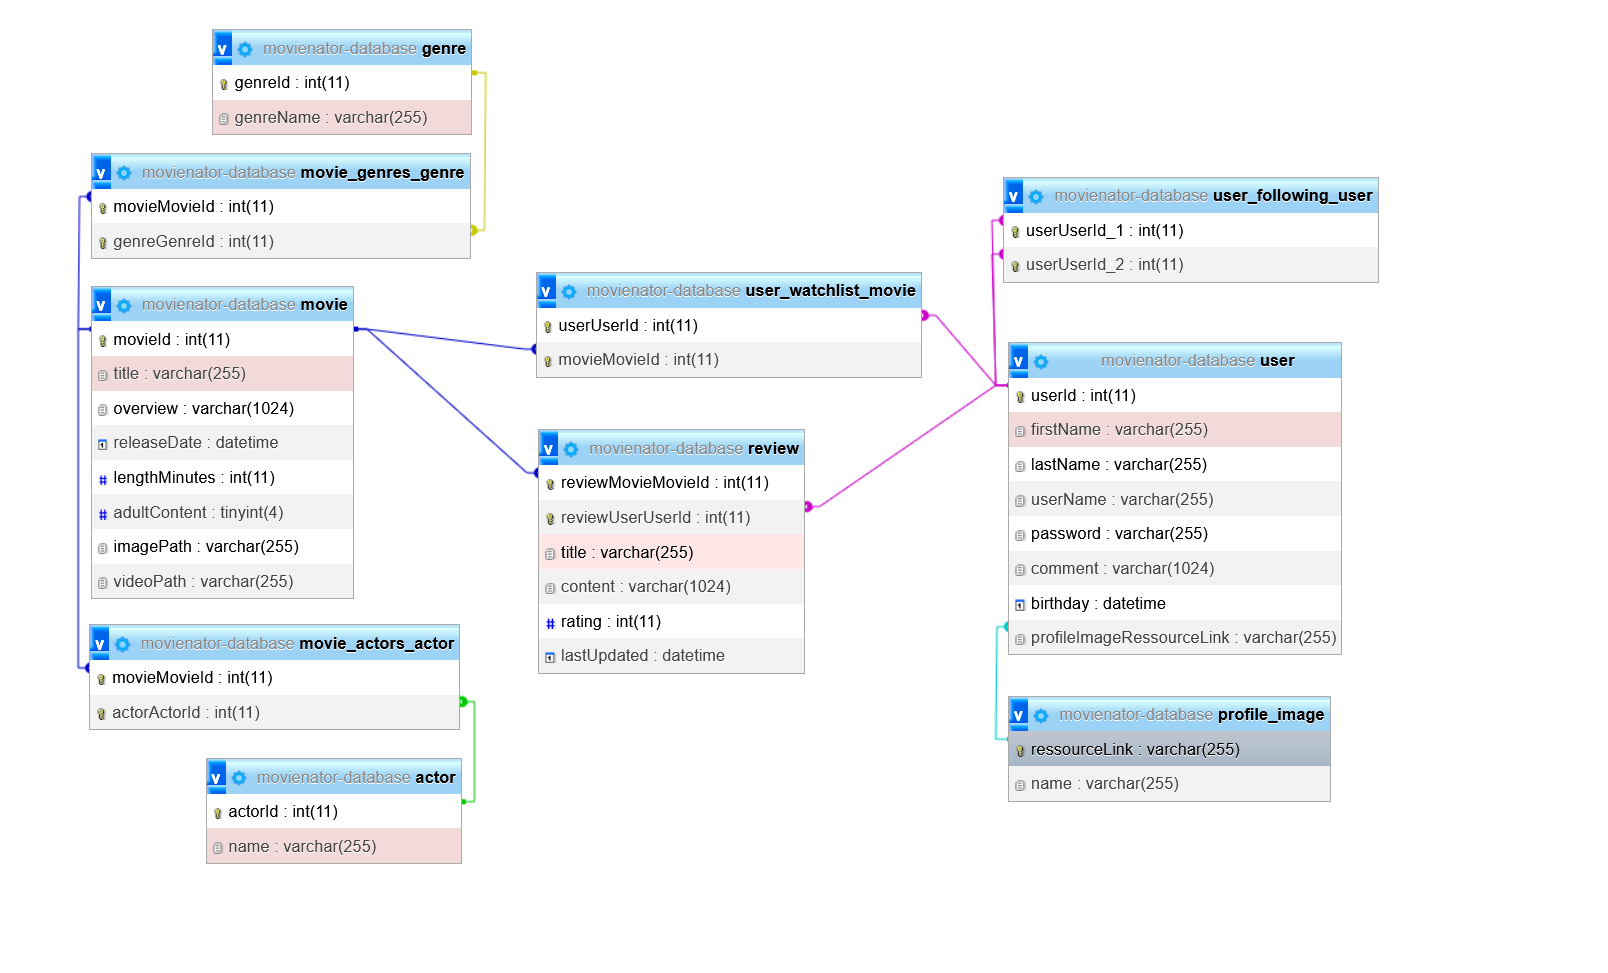 v movienator-database genre
genreId : int(11)
genreName : varchar(255)
v movienator-database movie_genres_genre
movieMovieId : int(11)
genreGenreId : int(11)
v movienator-database movie
movieId : int(11)
title : varchar(255)
overview : varchar(1024)
releaseDate : datetime
# lengthMinutes : int(11)
# adultContent : tinyint(4)
imagePath : varchar(255)
videoPath : varchar(255)
v movienator-database movie_actors_actor
movieMovieId : int(11)
actorActorId : int(11)
v movienator-database actor
actorId : int(11)
name : varchar(255)
v movienator-database user_watchlist_movie
userUserId : int(11)
movieMovieId : int(11)
v movienator-database review
reviewMovieMovieId : int(11)
reviewUserUserId : int(11)
title : varchar(255)
content : varchar(1024)
# rating : int(11)
lastUpdated : datetime
v movienator-database user_following_user
userUserId_1 : int(11)
userUserId_2 : int(11)
v movienator-database user
userId : int(11)
firstName : varchar(255)
lastName : varchar(255)
userName : varchar(255)
password : varchar(255)
comment : varchar(1024)
birthday : datetime
profileImageRessourceLink : varchar(255)
v movienator-database profile_image
ressourceLink : varchar(255)
name : varchar(255)